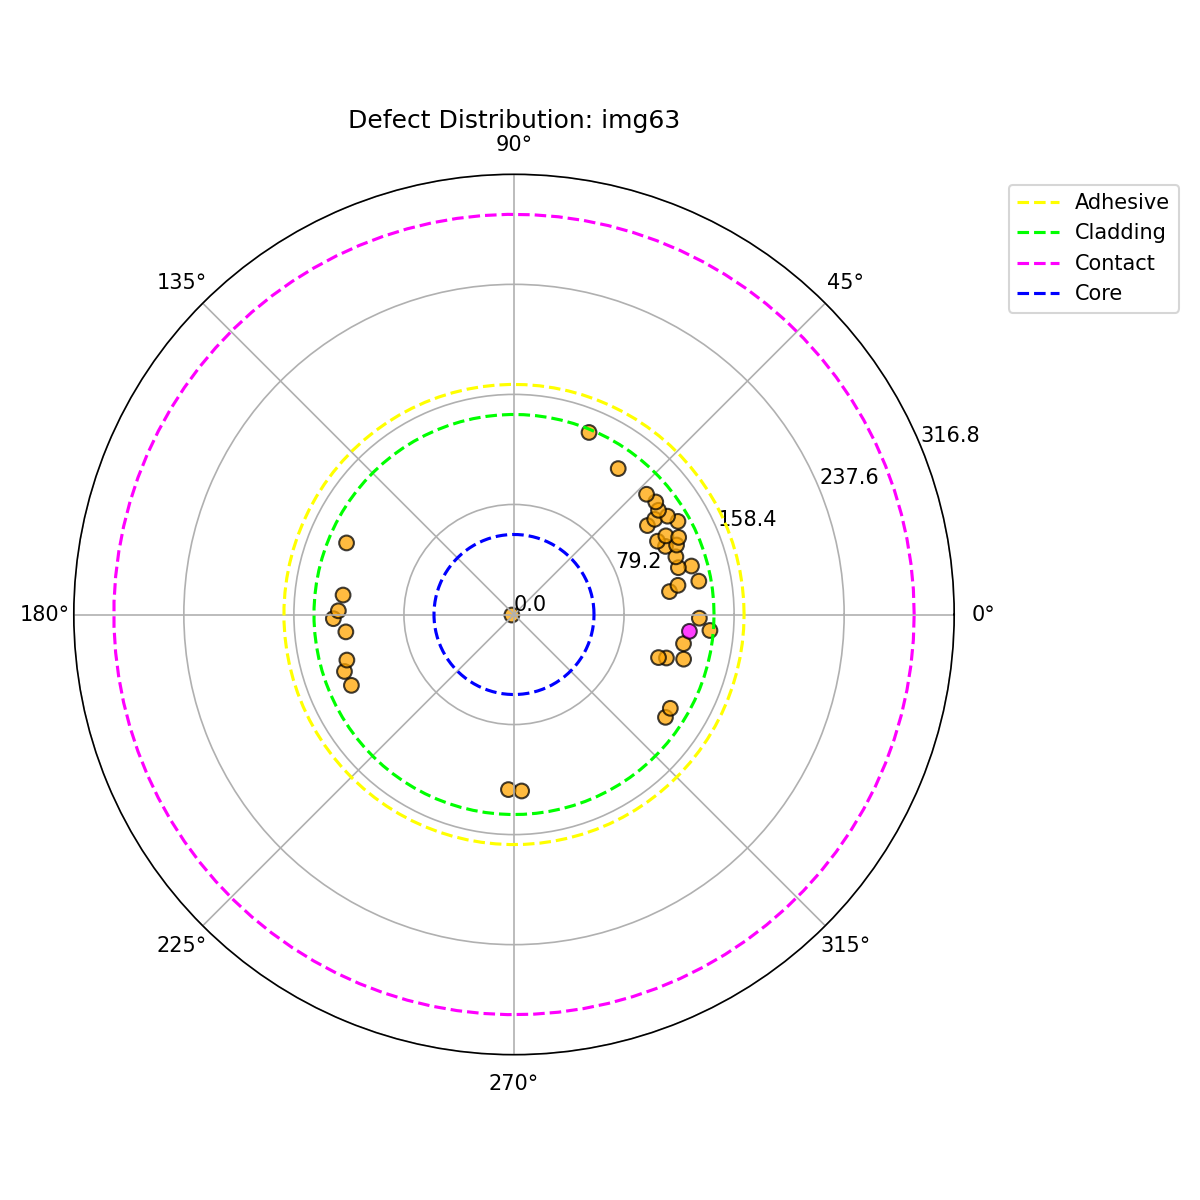 Defect Distribution: img63
90°
135°
45°
Adhesive
Cladding
Contact
Core
316.8
237.6
158.4
79.2
0.0
180°
0°
225°
315°
270°